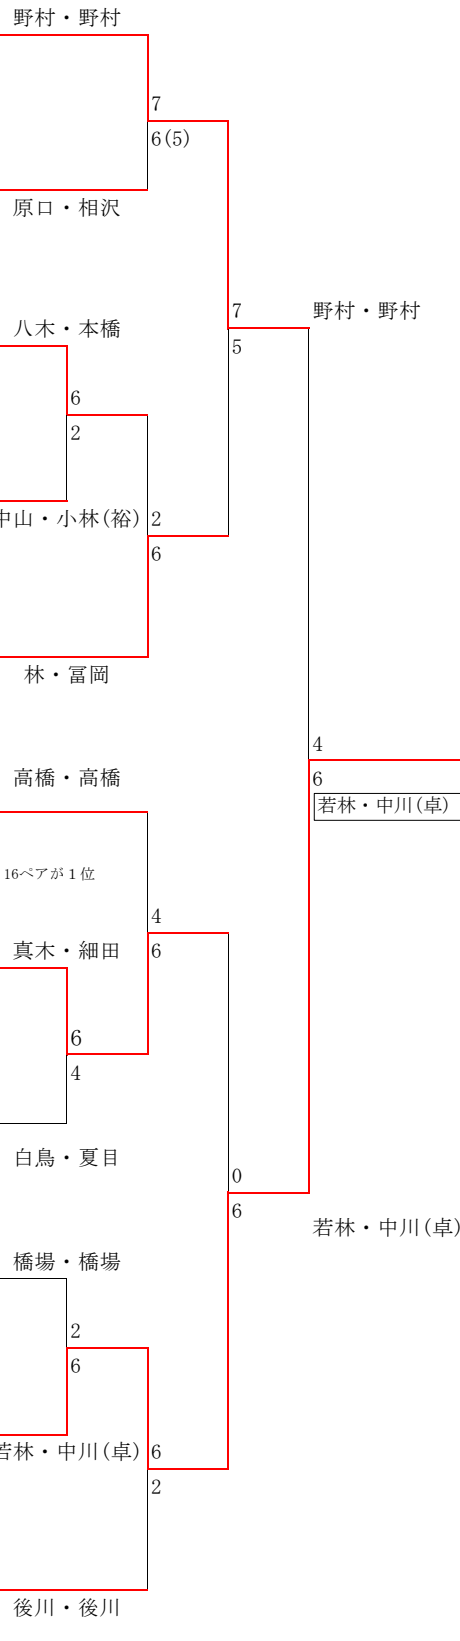 野村・野村
7
6(5)
原口・相沢
7
野村・野村
5
八木・本橋
6
2
中山・小林(裕)
2
6
林・冨岡
4
6
若林・中川(卓)
高橋・高橋
16ペアが1位
4
6
真木・細田
6
4
白鳥・夏目
0
6
若林・中川(卓)
橋場・橋場
2
6
若林・中川(卓)
6
2
後川・後川